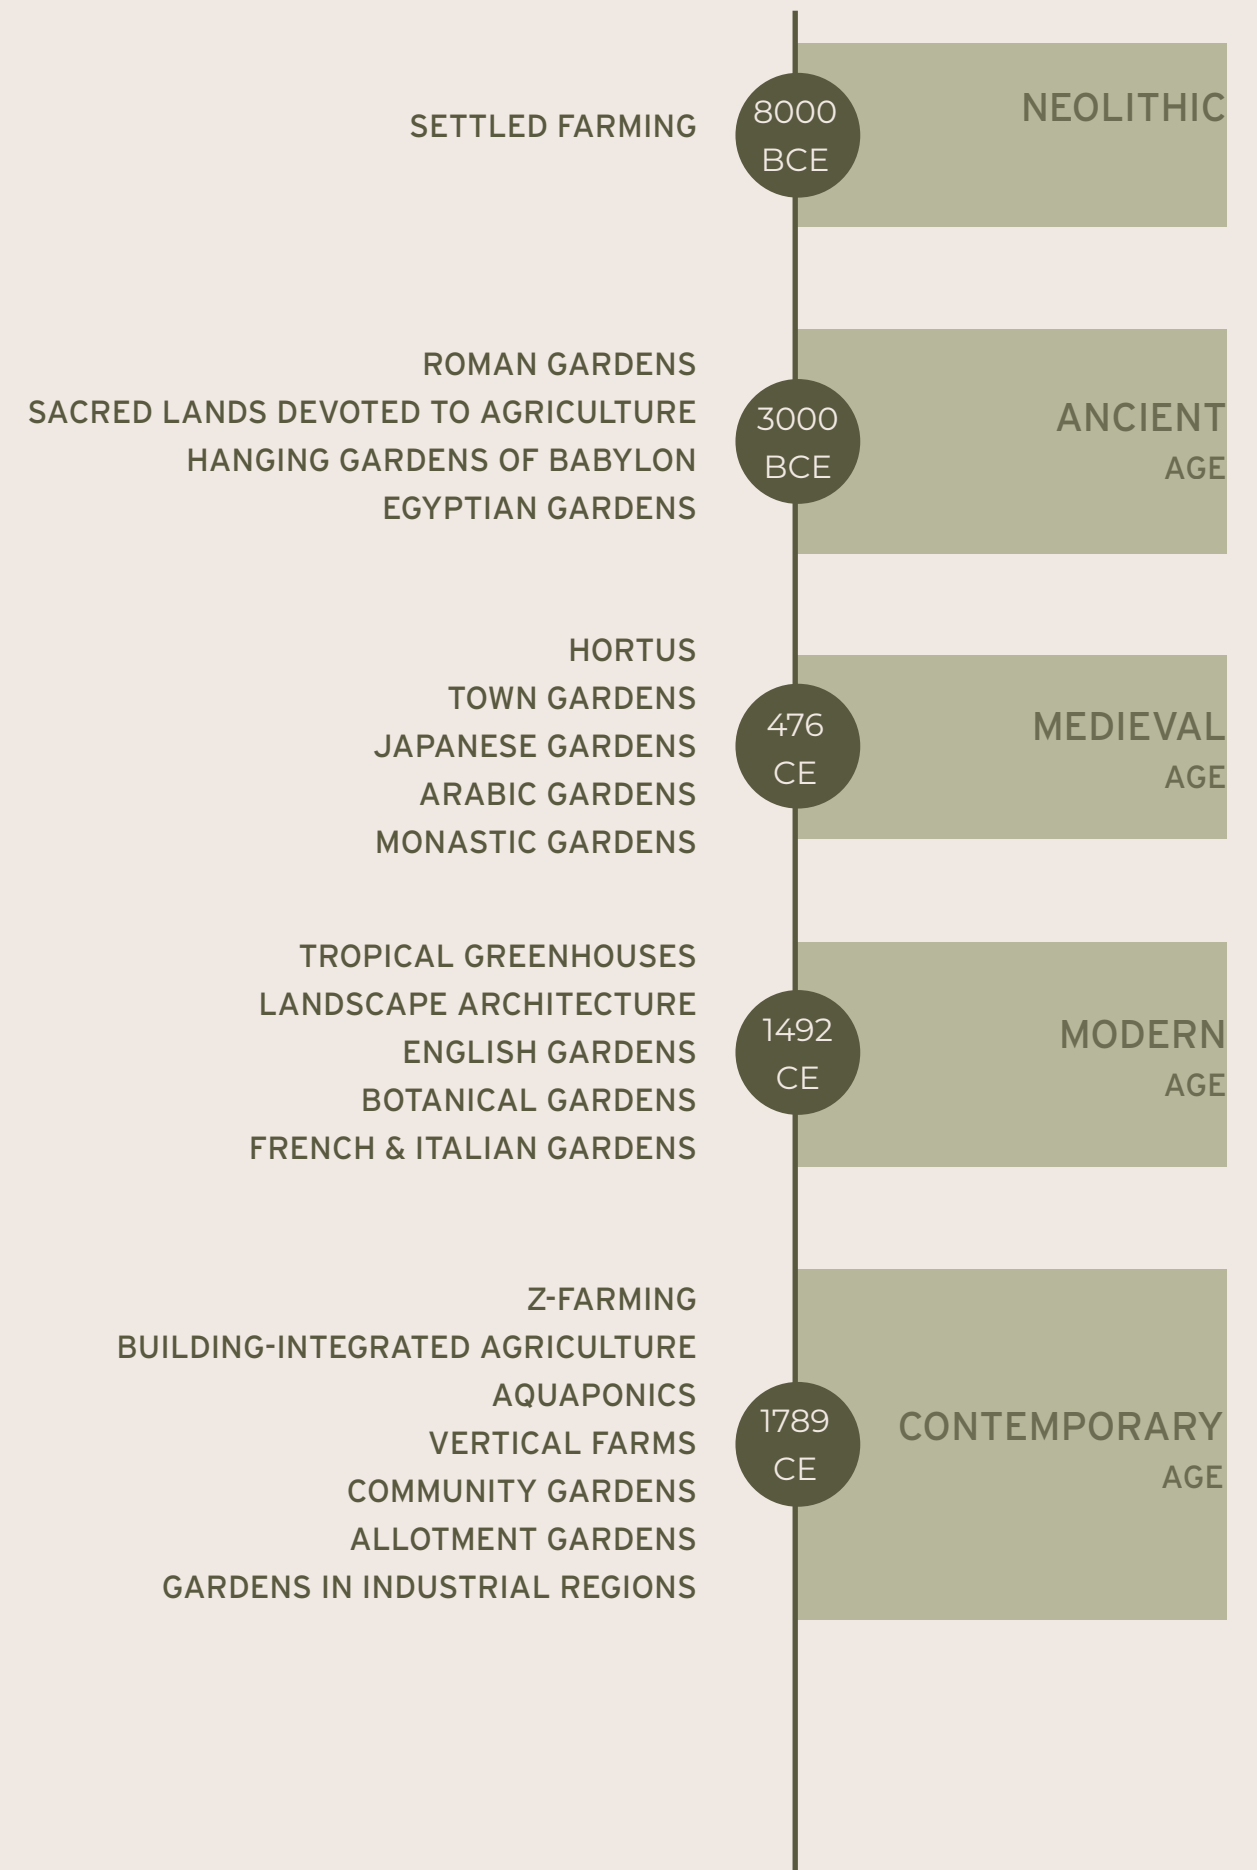 SETTLED FARMING
8000
BCE
NEOLITHIC
ROMAN GARDENS
SACRED LANDS DEVOTED TO AGRICULTURE
HANGING GARDENS OF BABYLON
EGYPTIAN GARDENS
3000
BCE
ANCIENT
AGE
HORTUS
TOWN GARDENS
JAPANESE GARDENS
ARABIC GARDENS
MONASTIC GARDENS
476
CE
MEDIEVAL
AGE
TROPICAL GREENHOUSES
LANDSCAPE ARCHITECTURE
ENGLISH GARDENS
BOTANICAL GARDENS
FRENCH & ITALIAN GARDENS
1492
CE
MODERN
AGE
Z-FARMING
BUILDING-INTEGRATED AGRICULTURE
AQUAPONICS
VERTICAL FARMS
COMMUNITY GARDENS
ALLOTMENT GARDENS
GARDENS IN INDUSTRIAL REGIONS
1789
CE
CONTEMPORARY
AGE